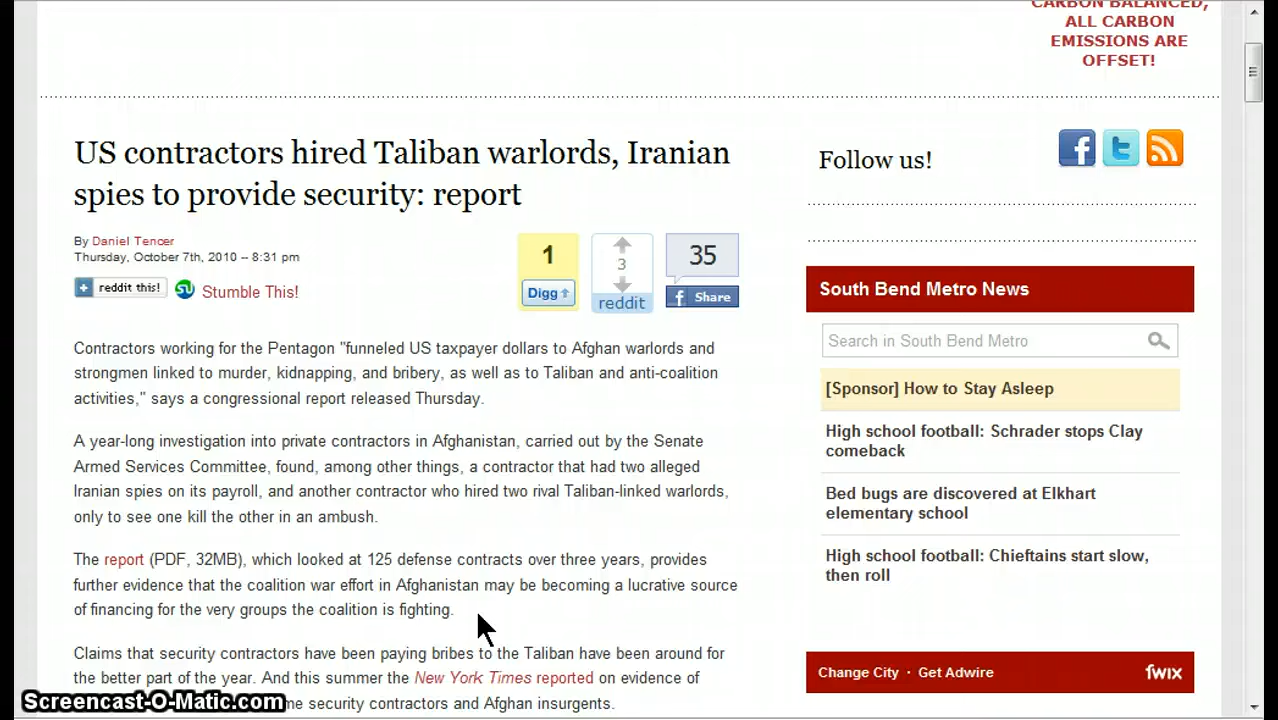 CARBON BALANCED,
ALL CARBON
EMISSIONS ARE
OFFSET!
US contractors hired Taliban warlords, Iranian
spies to provide security: report
By Daniel Tencer
Thursday, October 7th, 2010 – 8:31 pm
reddit this! Stumble This!
1
Digg
3
reddit
35
Share
Contractors working for the Pentagon "funneled US taxpayer dollars to Afghan warlords and
strongmen linked to murder, kidnapping, and bribery, as well as to Taliban and anti-coalition
activities," says a congressional report released Thursday.
A year-long investigation into private contractors in Afghanistan, carried out by the Senate
Armed Services Committee, found, among other things, a contractor that had two alleged
Iranian spies on its payroll, and another contractor who hired two rival Taliban-linked warlords,
only to see one kill the other in an ambush.
The report (PDF, 32MB), which looked at 125 defense contracts over three years, provides
further evidence that the coalition war effort in Afghanistan may be becoming a lucrative source
of financing for the very groups the coalition is fighting.
Claims that security contractors have been paying bribes to the Taliban have been around for
the better part of the year. And this summer the New York Times reported on evidence of
security contractors and Afghan insurgents.
Follow us!
South Bend Metro News
Search in South Bend Metro
[Sponsor] How to Stay Asleep
High school football: Schrader stops Clay
comeback
Bed bugs are discovered at Elkhart
elementary school
High school football: Chieftains start slow,
then roll
Change City · Get Adwire fwix
Screencast-O-Matic.com